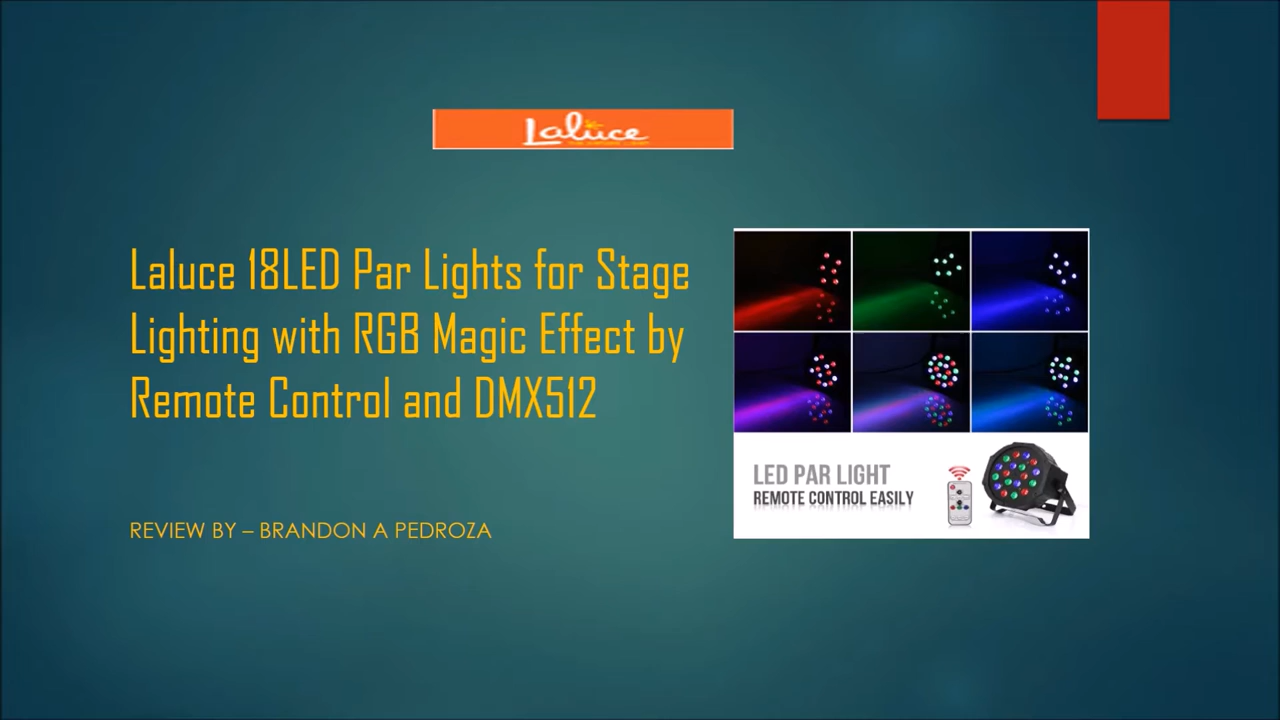 Laluce
Laluce 18LED Par Lights for Stage
Lighting with RGB Magic Effect by
Remote Control and DMX512
REVIEW BY – BRANDON A PEDROZA
LED PAR LIGHT
REMOTE CONTROL EASILY